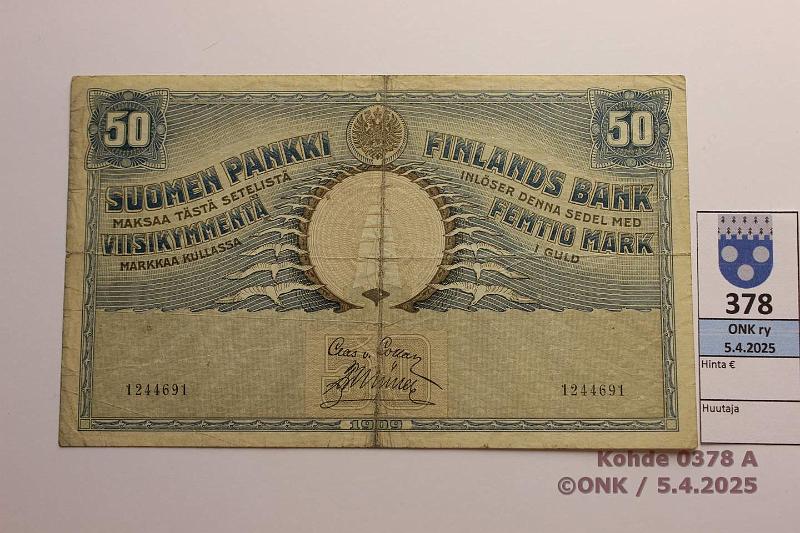 50
50
SUOMEN PANKKI
MAKSAA TÄSTÄ SETELISTÄ
VIISIKYMMENTÄ
MARKKAA KULLASSA
FINLANDS BANK
INLÖSER DENNA SEDEL MED
FEMTIO MARK
I GULD
1244691
1244691
1909
378
ONK ry
5.4.2025
Hinta €
Huutaja
Kohde 0378 A
©ONK / 5.4.2025